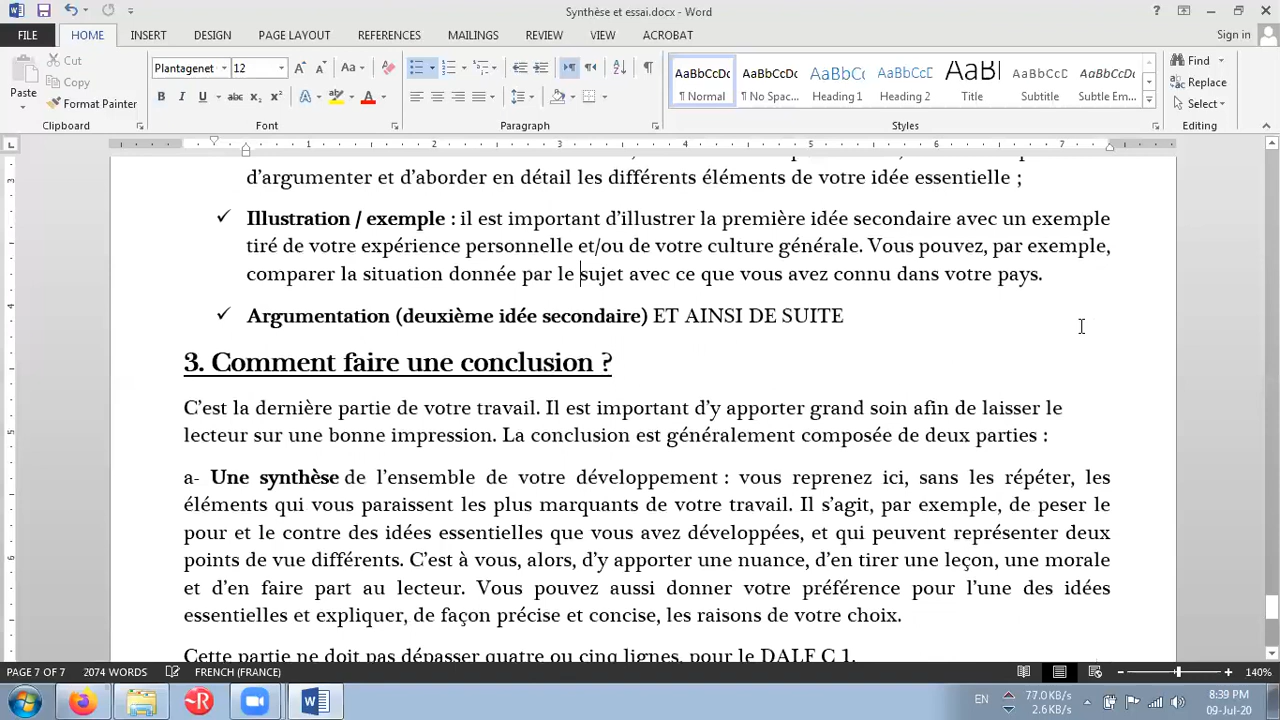 Synthèse et essai.docx - Word
Sign in
FILE HOME INSERT DESIGN PAGE LAYOUT REFERENCES MAILINGS REVIEW VIEW ACROBAT
Paste
Cut
Copy
Format Painter
Clipboard
Plantagenet 12
Font
Paragraph
AaBbCcDc AaBbCcDc AaBbCc AaBbCcC AaBb AaBbCcDc AaBbCcDc
¶ Normal ¶ No Spac... Heading 1 Heading 2 Title Subtitle Subtle Em...
Styles
Find
Replace
Select
Editing
1 2 3 4 5 6 7
d'argumenter et d'aborder en détail les différents éléments de votre idée essentielle ;
✓ Illustration / exemple : il est important d'illustrer la première idée secondaire avec un exemple
tiré de votre expérience personnelle et/ou de votre culture générale. Vous pouvez, par exemple,
comparer la situation donnée par le sujet avec ce que vous avez connu dans votre pays.
✓ Argumentation (deuxième idée secondaire) ET AINSI DE SUITE
3. Comment faire une conclusion ?
C'est la dernière partie de votre travail. Il est important d'y apporter grand soin afin de laisser le
lecteur sur une bonne impression. La conclusion est généralement composée de deux parties :
a- Une synthèse de l'ensemble de votre développement : vous reprenez ici, sans les répéter, les
éléments qui vous paraissent les plus marquants de votre travail. Il s'agit, par exemple, de peser le
pour et le contre des idées essentielles que vous avez développées, et qui peuvent représenter deux
points de vue différents. C'est à vous, alors, d'y apporter une nuance, d'en tirer une leçon, une morale
et d'en faire part au lecteur. Vous pouvez aussi donner votre préférence pour l'une des idées
essentielles et expliquer, de façon précise et concise, les raisons de votre choix.
Cette partie ne doit pas dépasser quatre ou cinq lignes, pour le DALF C 1.
PAGE 7 OF 7 2074 WORDS FRENCH (FRANCE) 140%
EN 77.0KB/s
2.6KB/s
8:39 PM
09-Jul-20